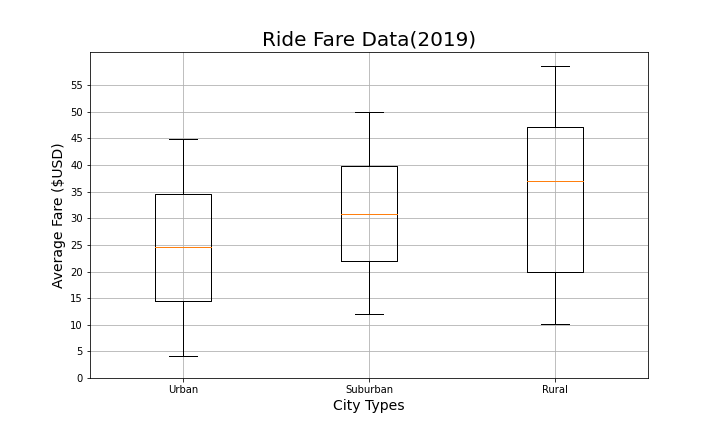 Ride Fare Data(2019)
Average Fare ($USD)
55
50
45
40
35
30
25
20
15
10
5
0
Urban
Suburban
Rural
City Types